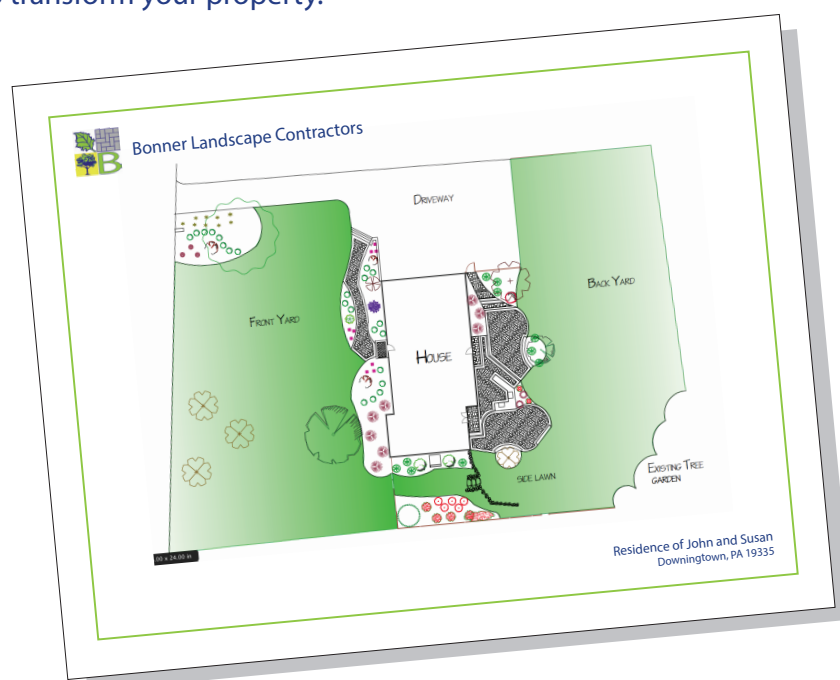 transform your property.
Bonner Landscape Contractors
B
DRIVEWAY
FRONT YARD
BACK YARD
HOUSE
SIDE LAWN
EXISTING TREE
GARDEN
.00 x 24.00 in
Residence of John and Susan
Downingtown, PA 19335